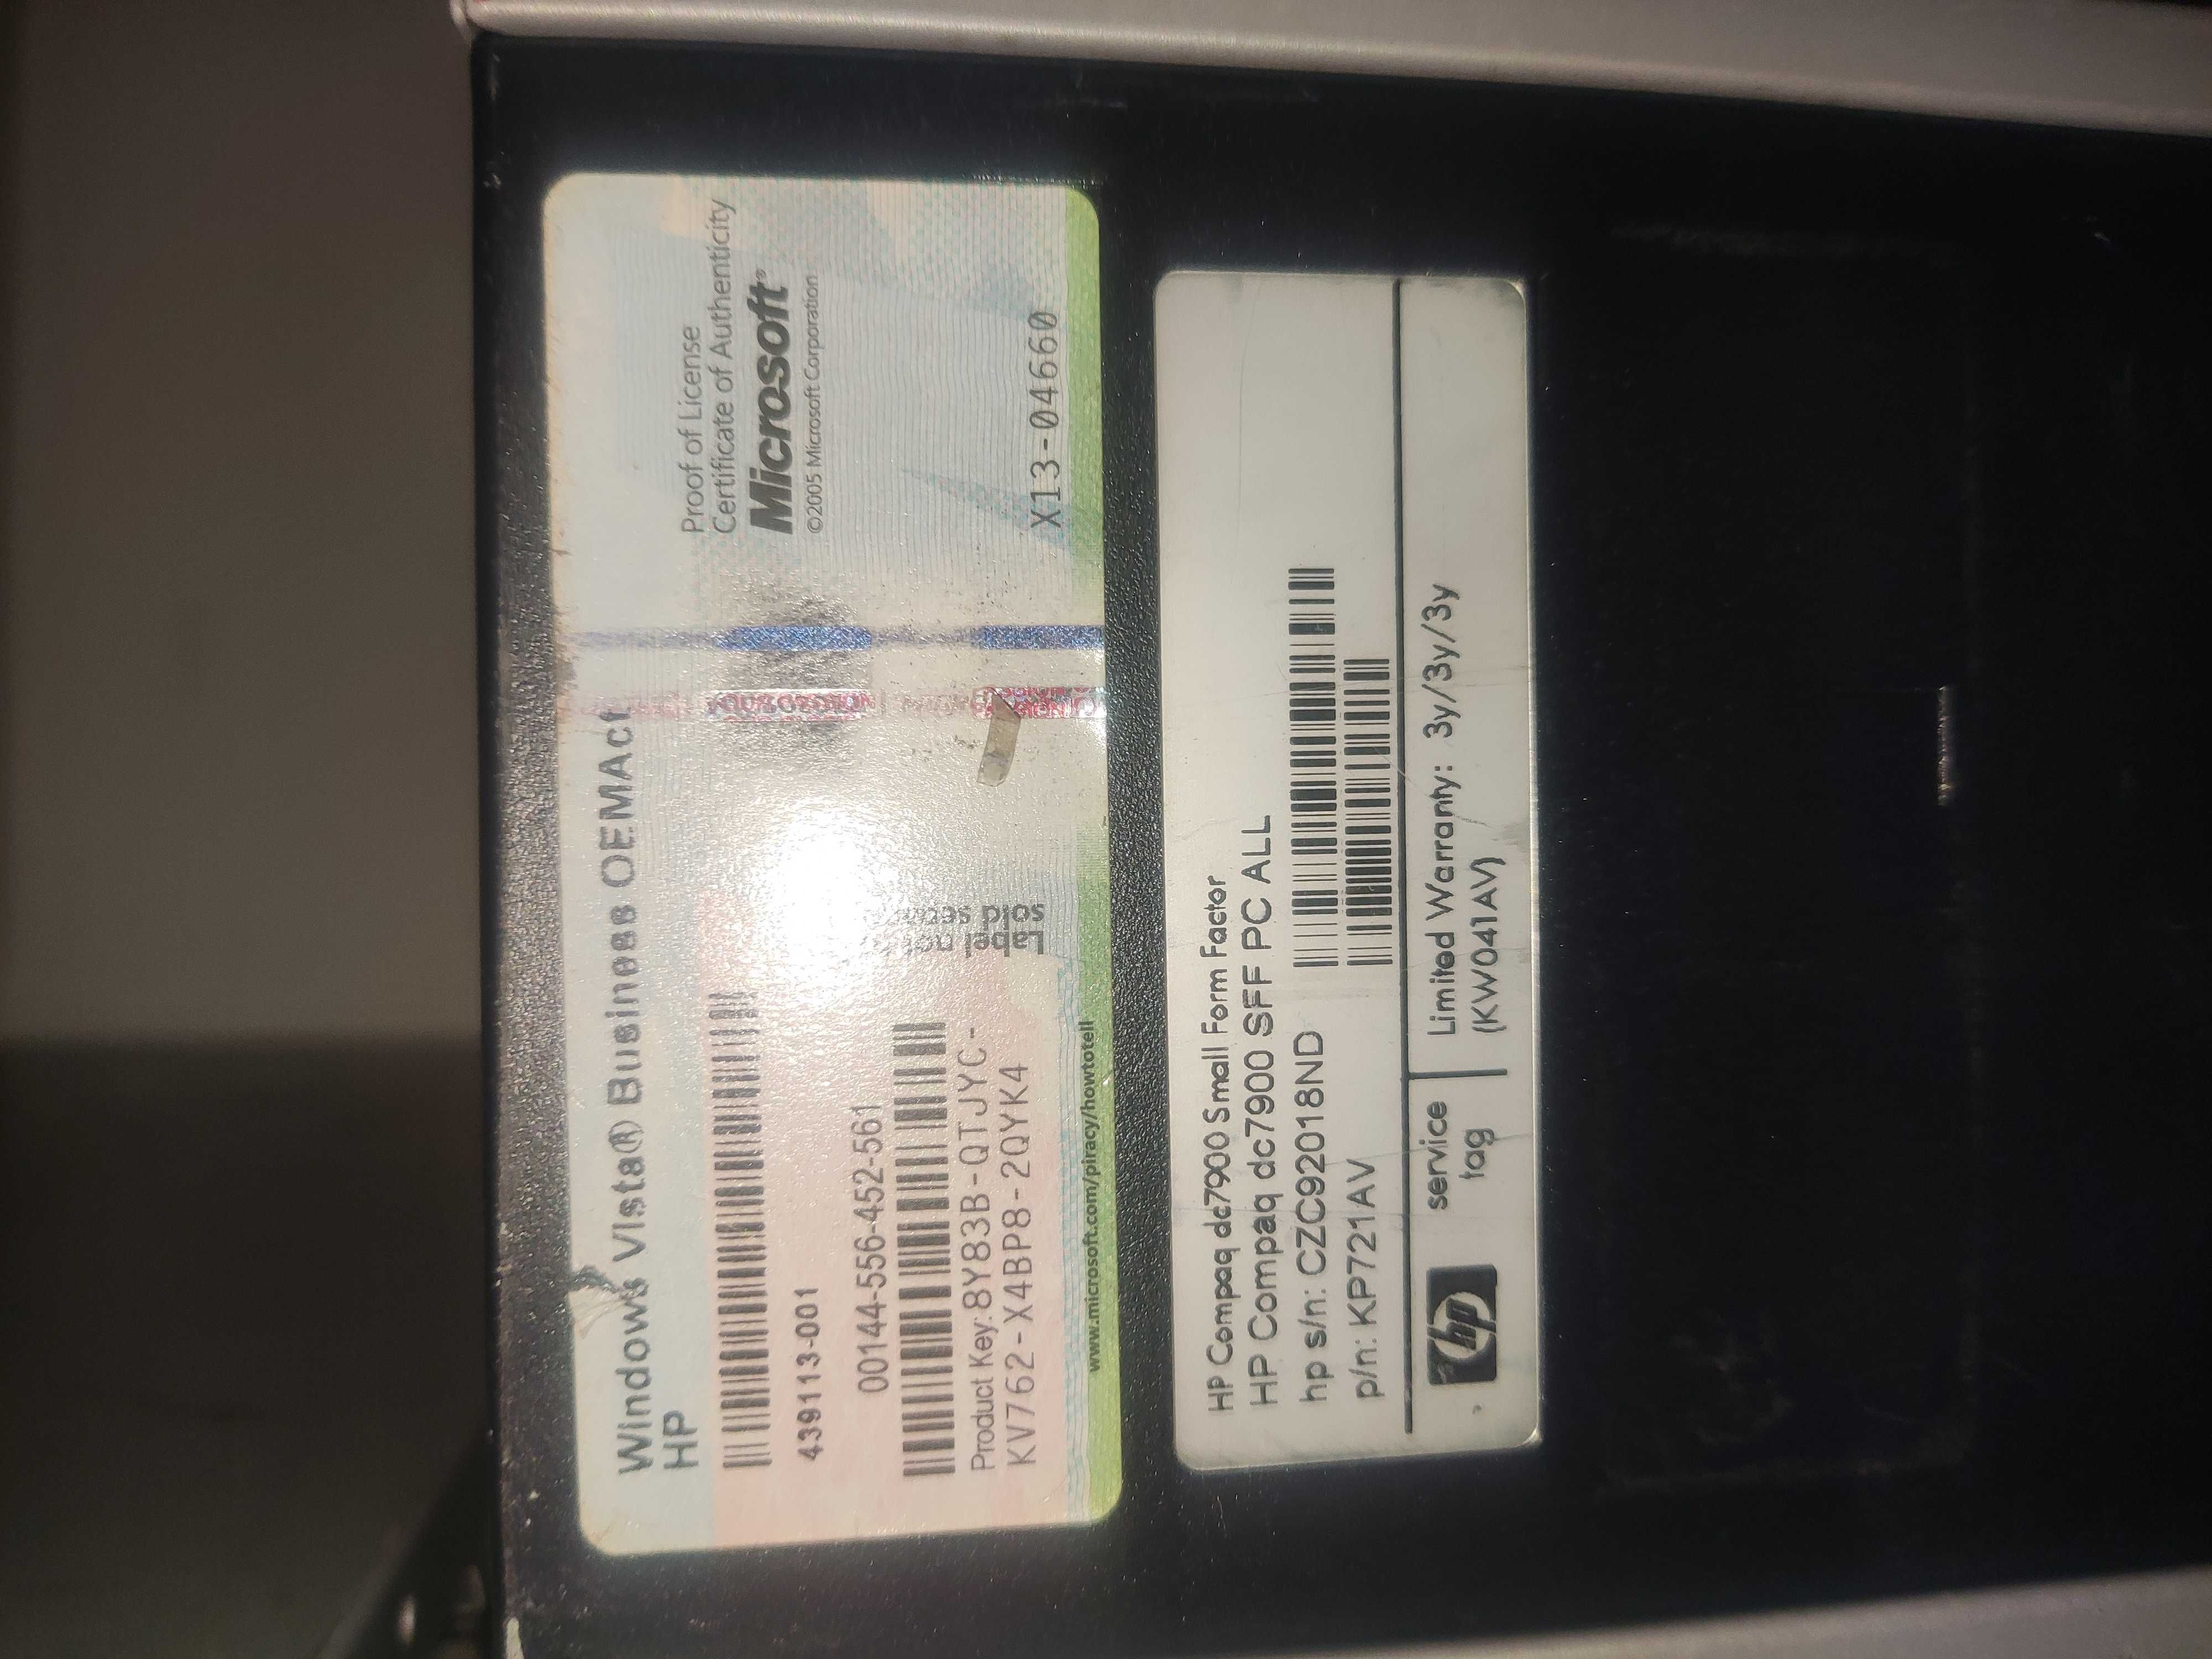 Windows Vista® Business OEMAct
HP
439113-001
00144-556-452-561
Product Key: 8Y83B-QTJYC-
KV762-X4BP8-2QYK4
www.microsoft.com/piracy/howtotell
Label not
sold
Proof of License
Certificate of Authenticity
Microsoft®
©2005 Microsoft Corporation
X13-04660
HP Compaq dc7900 Small Form Factor
HP Compaq dc7900 SFF PC ALL
hp s/n: CZC92018ND
p/n: KP721AV
hp
service
tag
Limited Warranty: 3y/3y/3y
(KW041AV)